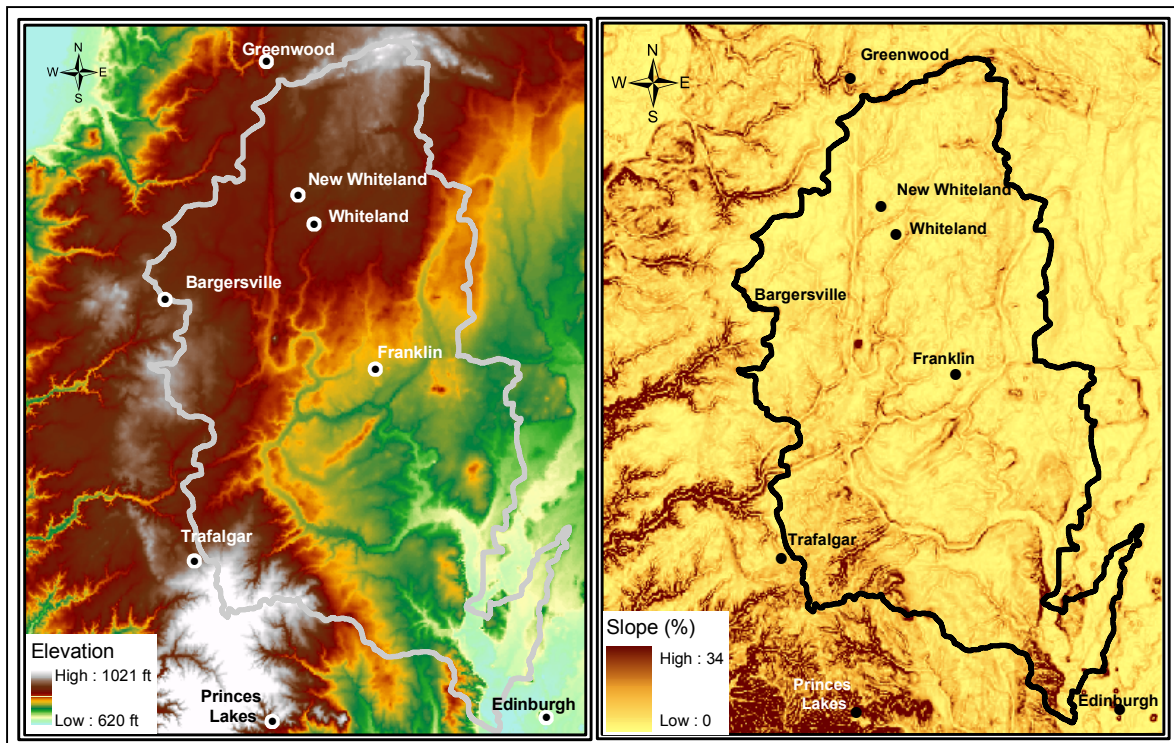 N
W E
S
Greenwood
New Whiteland
Whiteland
Bargersville
Franklin
Trafalgar
Princes
Lakes
Edinburgh
Elevation
High : 1021 ft
Low : 620 ft
N
W E
S
Greenwood
New Whiteland
Whiteland
Bargersville
Franklin
Trafalgar
Princes
Lakes
Edinburgh
Slope (%)
High : 34
Low : 0